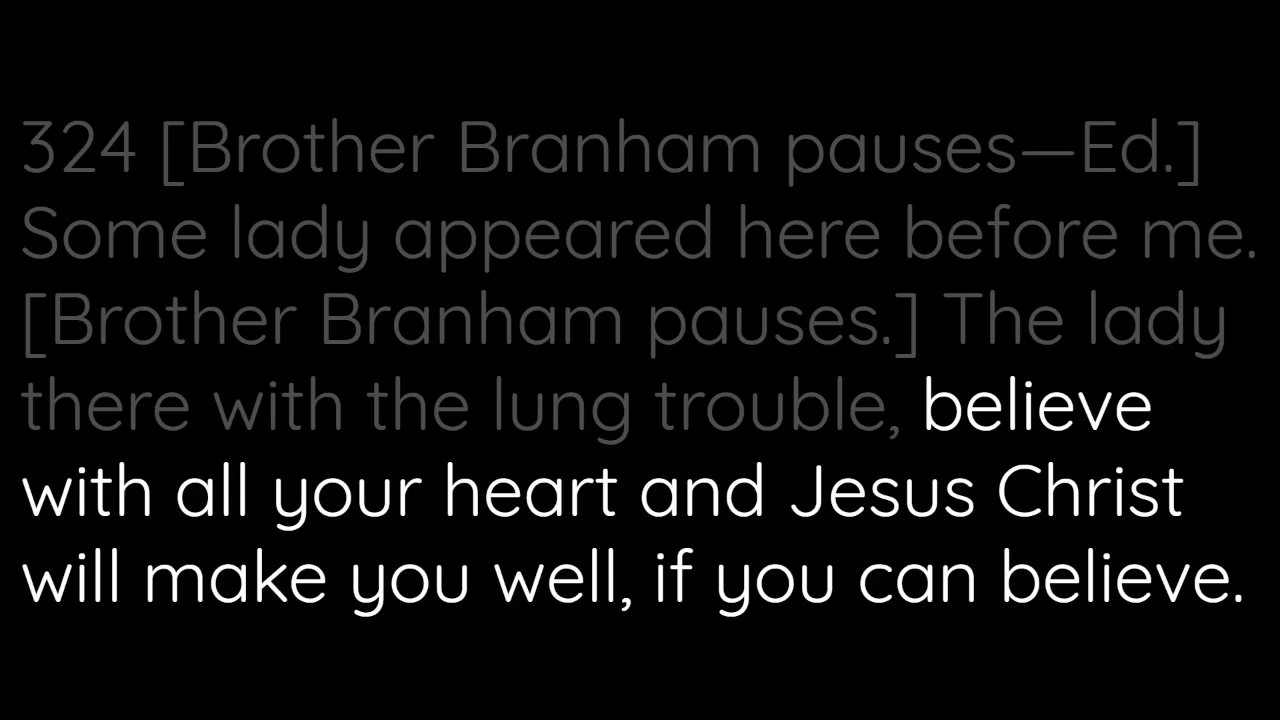 324 [Brother Branham pauses—Ed.]
Some lady appeared here before me.
[Brother Branham pauses.] The lady
there with the lung trouble, believe
with all your heart and Jesus Christ
will make you well, if you can believe.